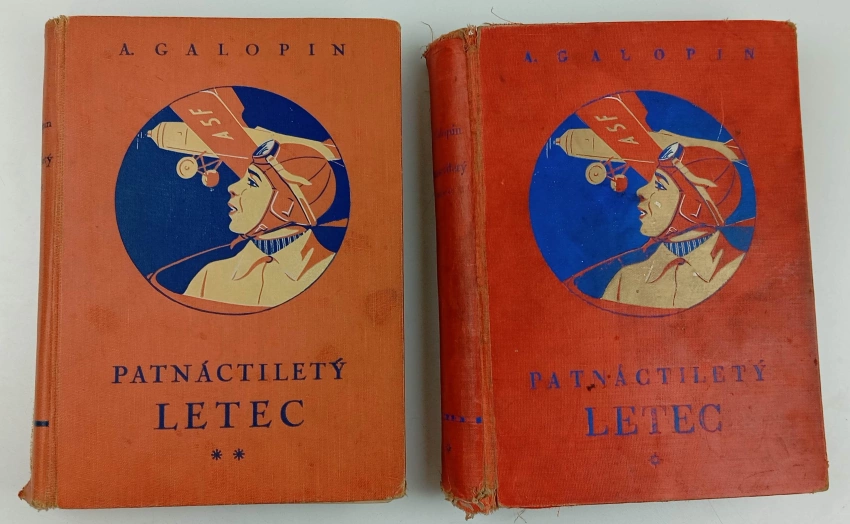 A. GALOPIN
ASF
PATNÁCTILETÝ
LETEC
**
A. GALOPIN
ASF
PATNÁCTILETÝ
LETEC
*